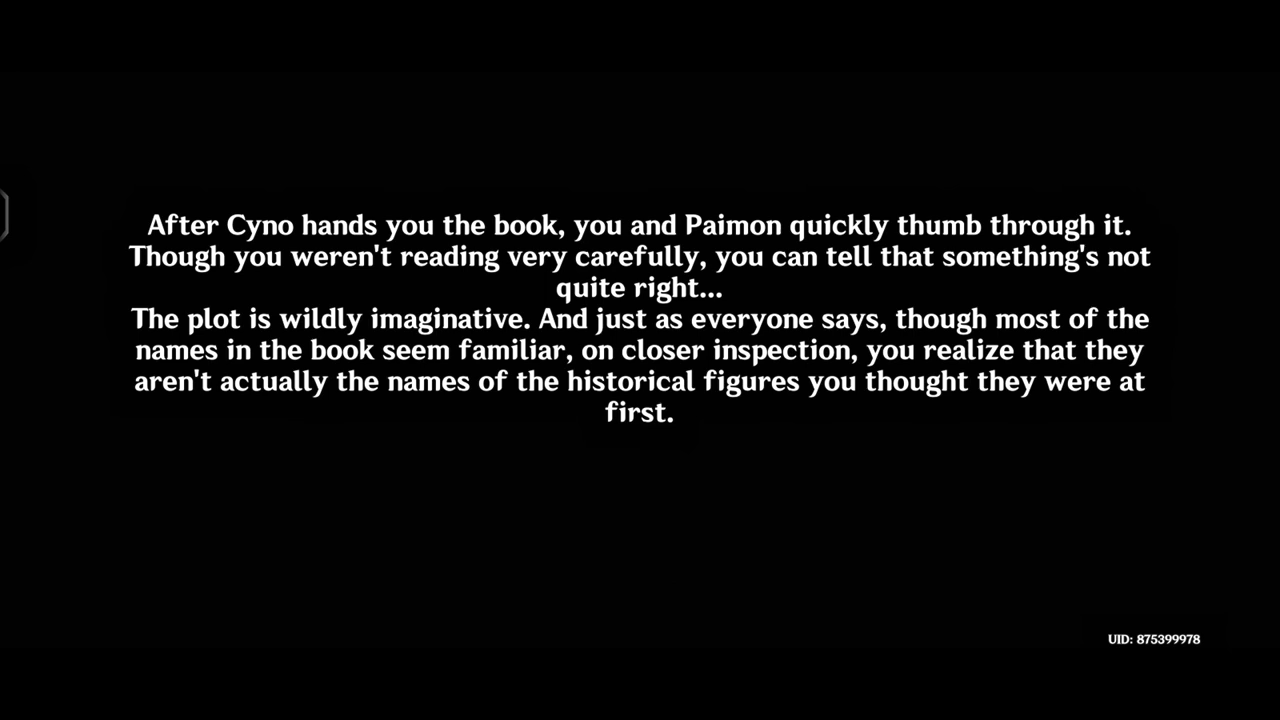 After Cyno hands you the book, you and Paimon quickly thumb through it.
Though you weren't reading very carefully, you can tell that something's not
quite right...
The plot is wildly imaginative. And just as everyone says, though most of the
names in the book seem familiar, on closer inspection, you realize that they
aren't actually the names of the historical figures you thought they were at
first.
UID: 875399978